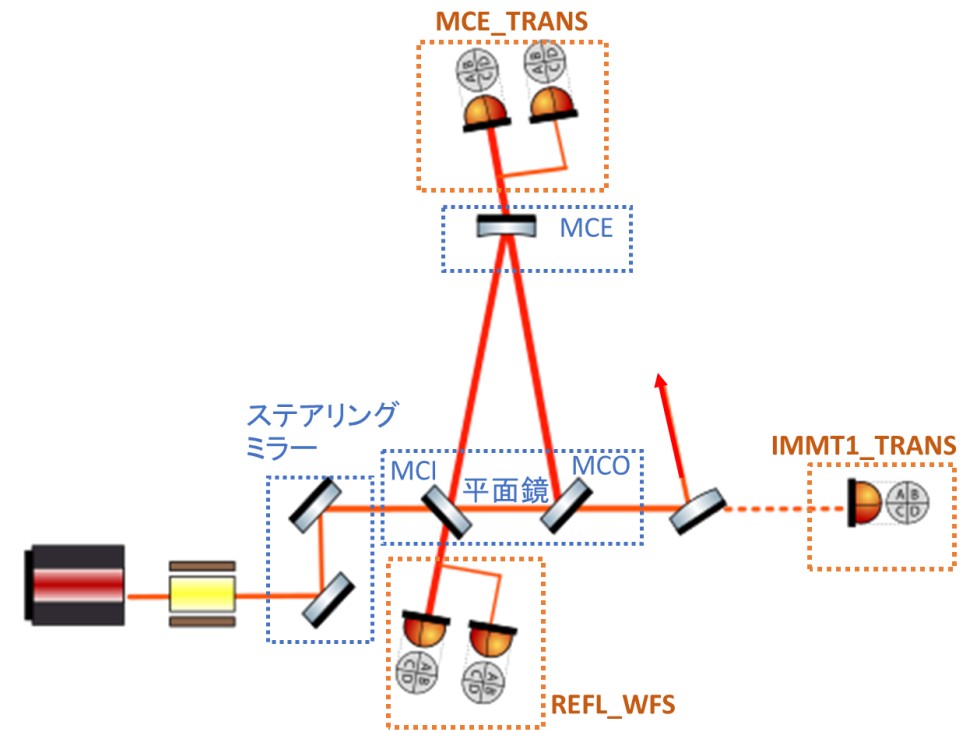 MCE_TRANS
A B
C D
A B
C D
MCE
ステアリング
ミラー
MCI
平面鏡
MCO
IMMT1_TRANS
A B
C D
A B
C D
A B
C D
REFL_WFS